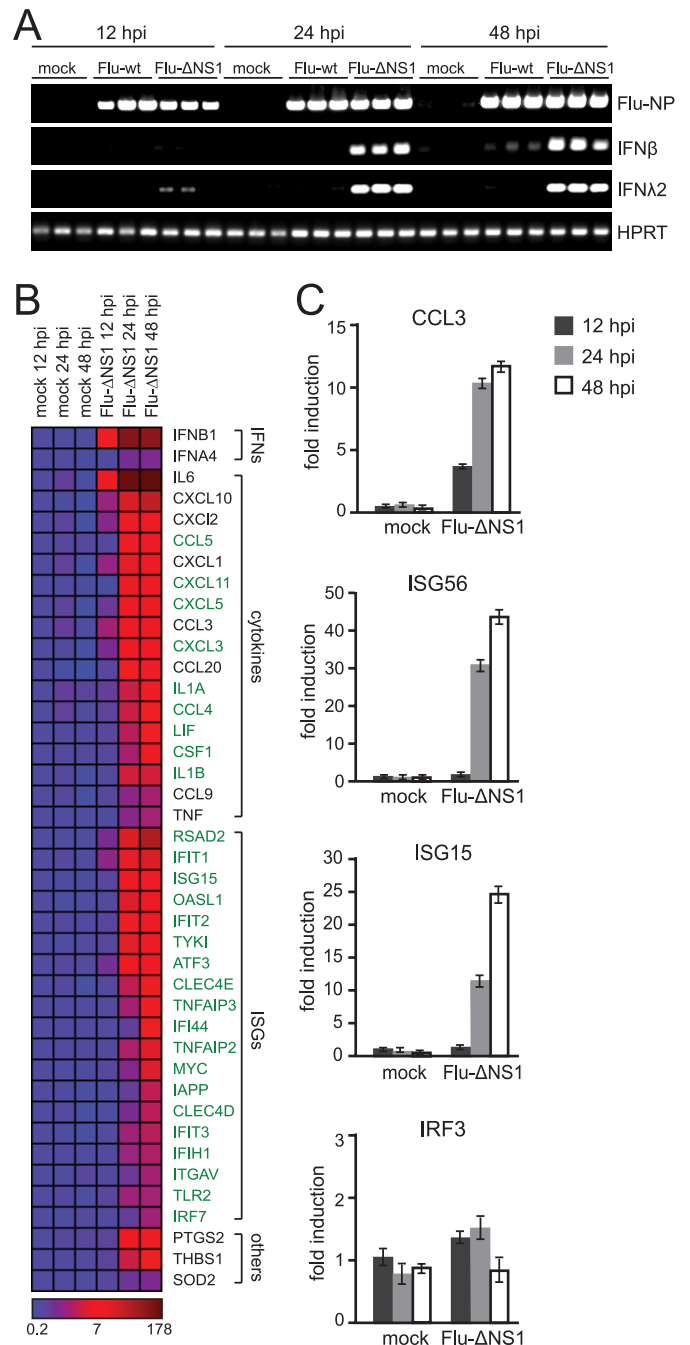 A
12 hpi 24 hpi 48 hpi
mock Flu-wt Flu-ΔNS1 mock Flu-wt Flu-ΔNS1 mock Flu-wt Flu-ΔNS1
Flu-NP
IFNβ
IFNλ2
HPRT
B
mock 12 hpi
mock 24 hpi
mock 48 hpi
Flu-ΔNS1 12 hpi
Flu-ΔNS1 24 hpi
Flu-ΔNS1 48 hpi
IFNB1
IFNA4
IFNs
IL6
CXCL10
CXCl2
CCL5
CXCL1
CXCL11
CXCL5
CCL3
CXCL3
CCL20
IL1A
CCL4
LIF
CSF1
IL1B
CCL9
TNF
cytokines
RSAD2
IFIT1
ISG15
OASL1
IFIT2
TYKI
ATF3
CLEC4E
TNFAIP3
IFI44
TNFAIP2
MYC
IAPP
CLEC4D
IFIT3
IFIH1
ITGAV
TLR2
IRF7
ISGs
PTGS2
THBS1
SOD2
others
0.2 7 178
C
12 hpi
24 hpi
48 hpi
CCL3
fold induction
15
10
5
0
mock Flu-ΔNS1
ISG56
fold induction
50
40
30
20
10
0
mock Flu-ΔNS1
ISG15
fold induction
25
20
15
10
5
0
mock Flu-ΔNS1
IRF3
fold induction
3
2
1
0
mock Flu-ΔNS1